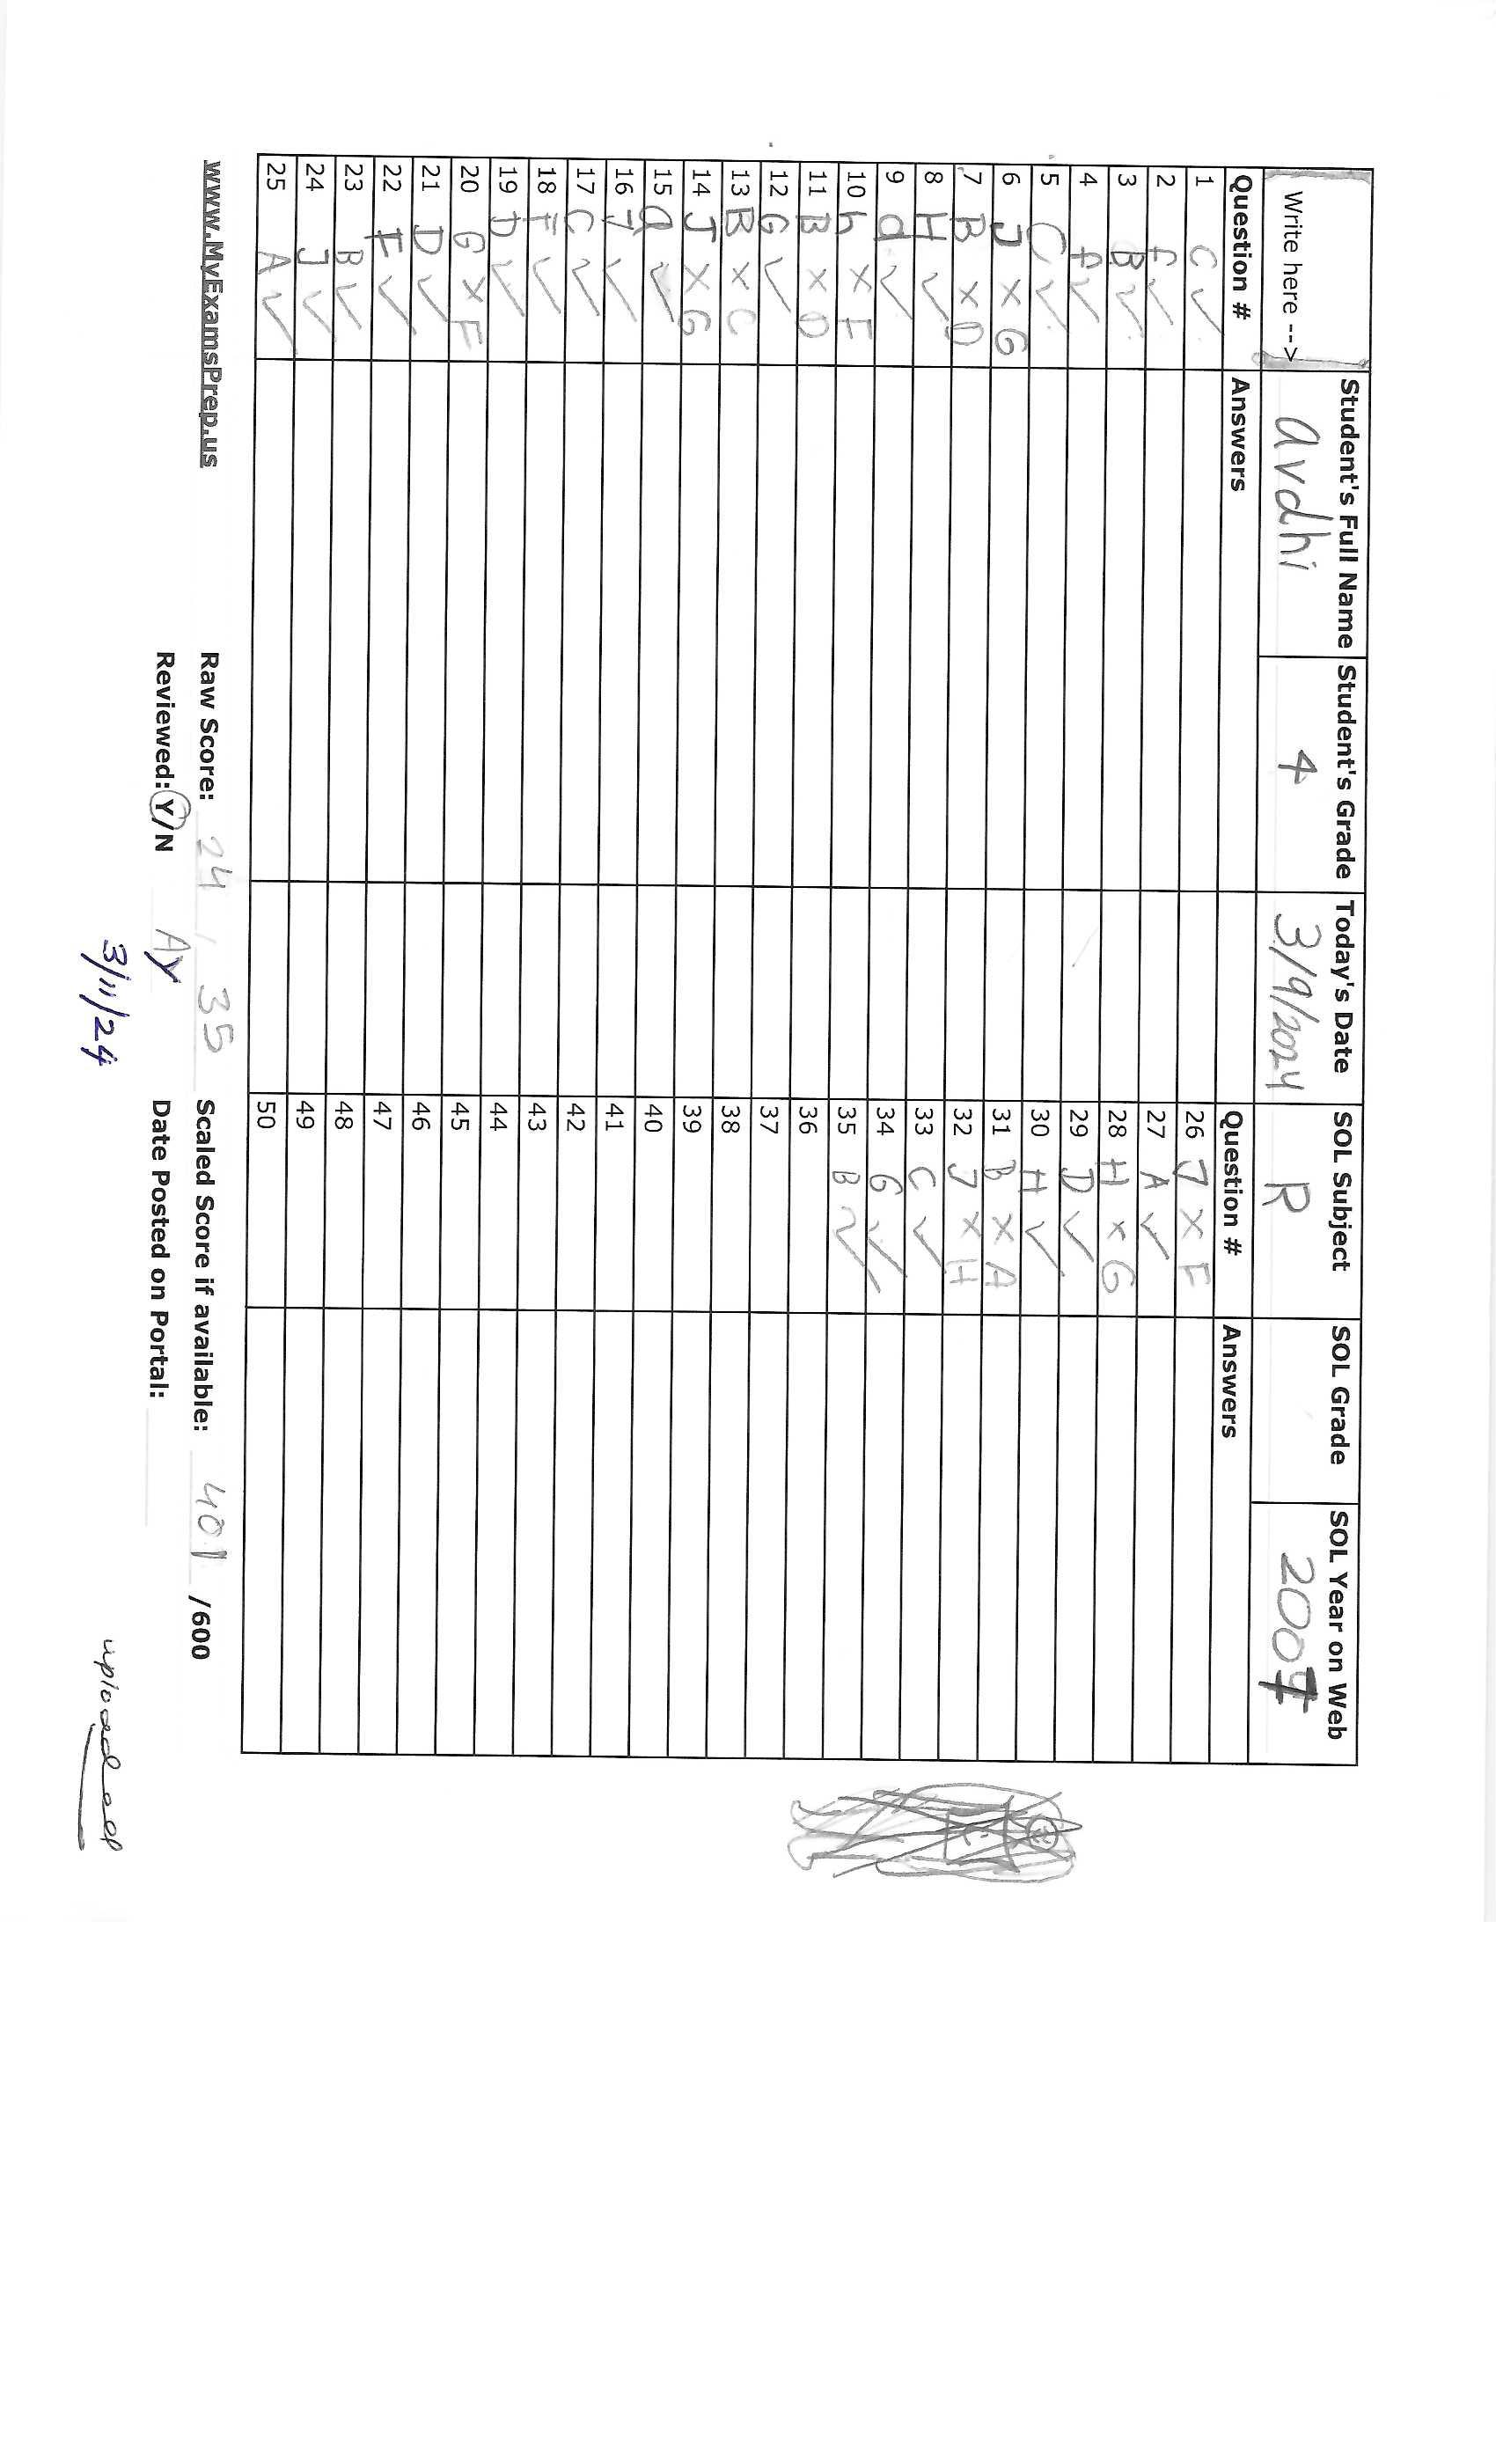 Student's Full Name Student's Grade Today's Date SOL Subject SOL Grade SOL Year on Web
Write here --> avdhi 4 3/9/2024 R 2007
Question # Answers Question # Answers
1 C ✓ 26 J × F
2 f ✓ 27 A ✓
3 B ✓ 28 H × G
4 f ✓ 29 D ✓
5 C ✓ 30 H ✓
6 J × G 31 B × A
7 B × D 32 J × H
8 H ✓ 33 C ✓
9 d ✓ 34 G ✓
10 h × F 35 B ✓
11 B × D 36
12 G ✓ 37
13 B × C 38
14 J × G 39
15 a ✓ 40
16 J ✓ 41
17 C ✓ 42
18 F ✓ 43
19 D ✓ 44
20 G × F 45
21 D ✓ 46
22 F ✓ 47
23 B ✓ 48
24 J ✓ 49
25 A ✓ 50
www.MyExamsPrep.us Raw Score: 24 / 35 Scaled Score if available: 401 /600
Reviewed: Y/N Ay Date Posted on Portal:
3/11/24
uploaded